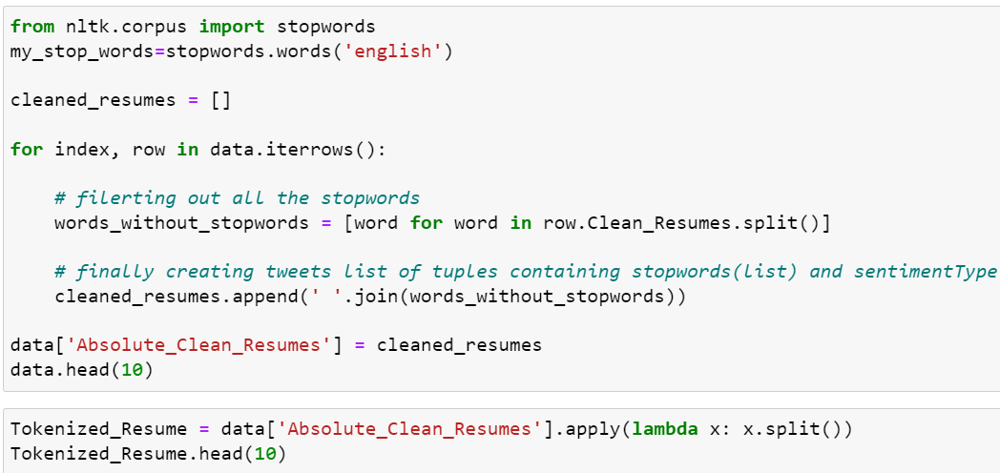 from nltk.corpus import stopwords
my_stop_words=stopwords.words('english')
cleaned_resumes = []
for index, row in data.iterrows():
# filerting out all the stopwords
words_without_stopwords = [word for word in row.Clean_Resumes.split()]
# finally creating tweets list of tuples containing stopwords(list) and sentimentType
cleaned_resumes.append(' '.join(words_without_stopwords))
data['Absolute_Clean_Resumes'] = cleaned_resumes
data.head(10)
Tokenized_Resume = data['Absolute_Clean_Resumes'].apply(lambda x: x.split())
Tokenized_Resume.head(10)